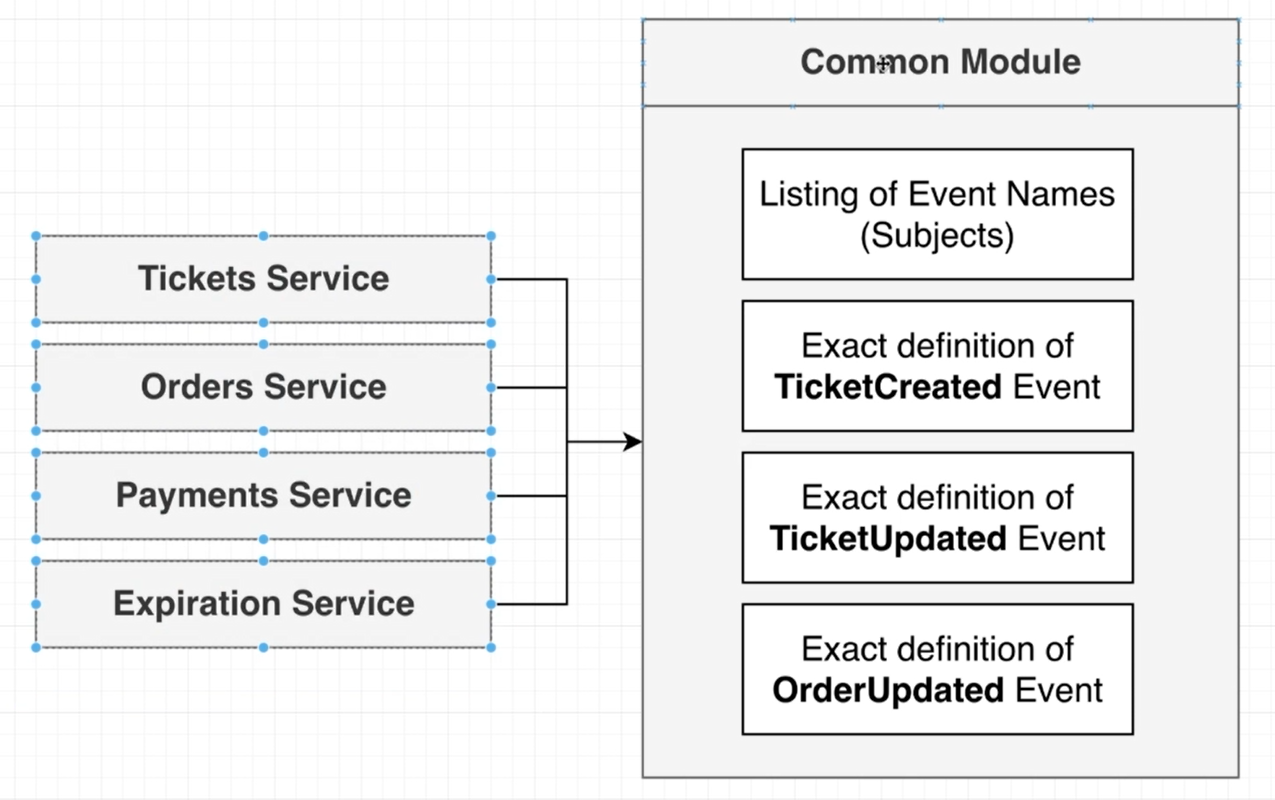 Common Module
Listing of Event Names
(Subjects)
Tickets Service
Exact definition of
TicketCreated Event
Orders Service
Payments Service
Exact definition of
TicketUpdated Event
Expiration Service
Exact definition of
OrderUpdated Event